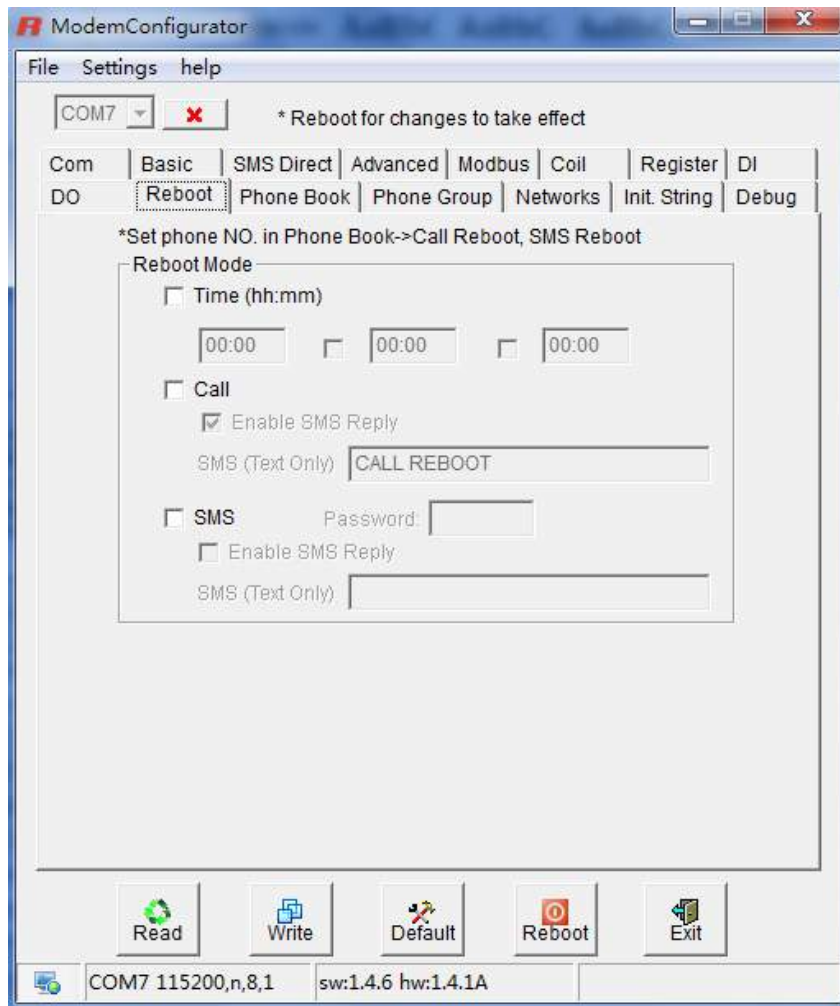 ModemConfigurator
File Settings help
COM7 * Reboot for changes to take effect
Com Basic SMS Direct Advanced Modbus Coil Register DI
DO Reboot Phone Book Phone Group Networks Init. String Debug
*Set phone NO. in Phone Book->Call Reboot, SMS Reboot
Reboot Mode
Time (hh:mm)
00:00 00:00 00:00
Call
Enable SMS Reply
SMS (Text Only) CALL REBOOT
SMS Password:
Enable SMS Reply
SMS (Text Only)
Read Write Default Reboot Exit
COM7 115200,n,8,1 sw:1.4.6 hw:1.4.1A